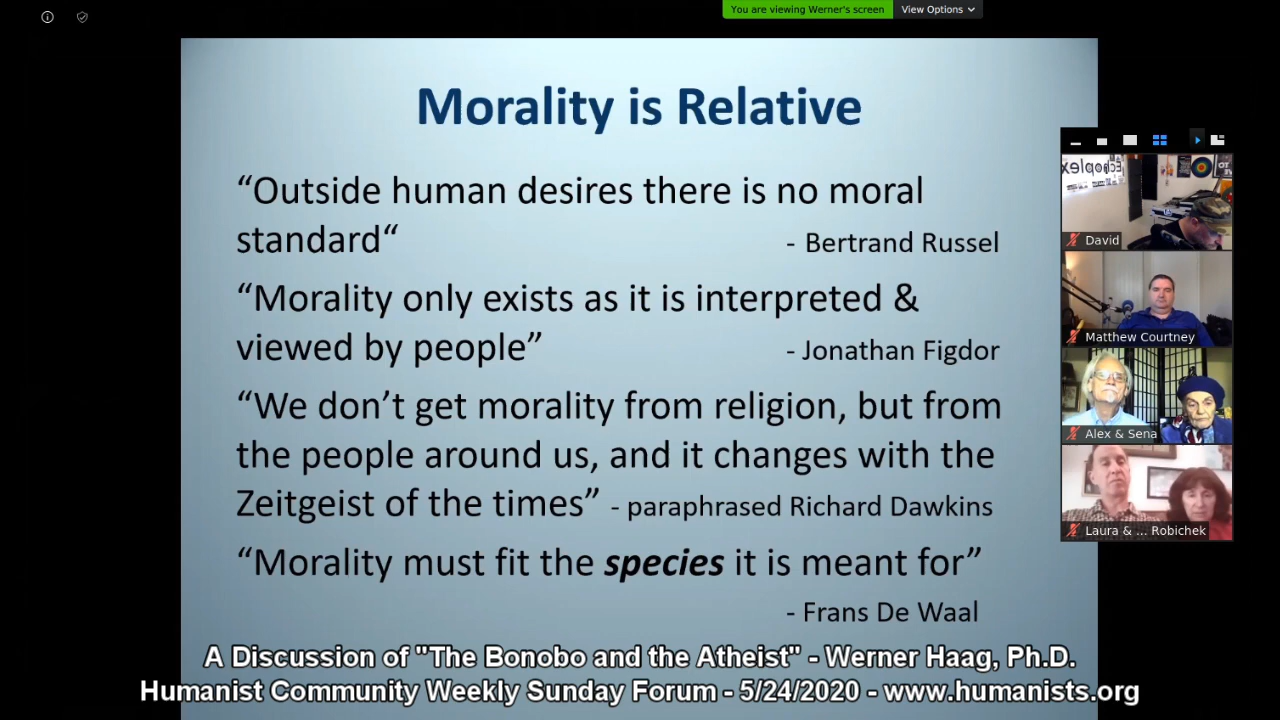 You are viewing Werner's screen View Options
Morality is Relative
“Outside human desires there is no moral
standard“ - Bertrand Russel
“Morality only exists as it is interpreted &
viewed by people” - Jonathan Figdor
“We don’t get morality from religion, but from
the people around us, and it changes with the
Zeitgeist of the times” - paraphrased Richard Dawkins
“Morality must fit the species it is meant for”
- Frans De Waal
Echoplex
David
Matthew Courtney
Alex & Sena
Laura & ... Robichek
A Discussion of "The Bonobo and the Atheist" - Werner Haag, Ph.D.
Humanist Community Weekly Sunday Forum - 5/24/2020 - www.humanists.org